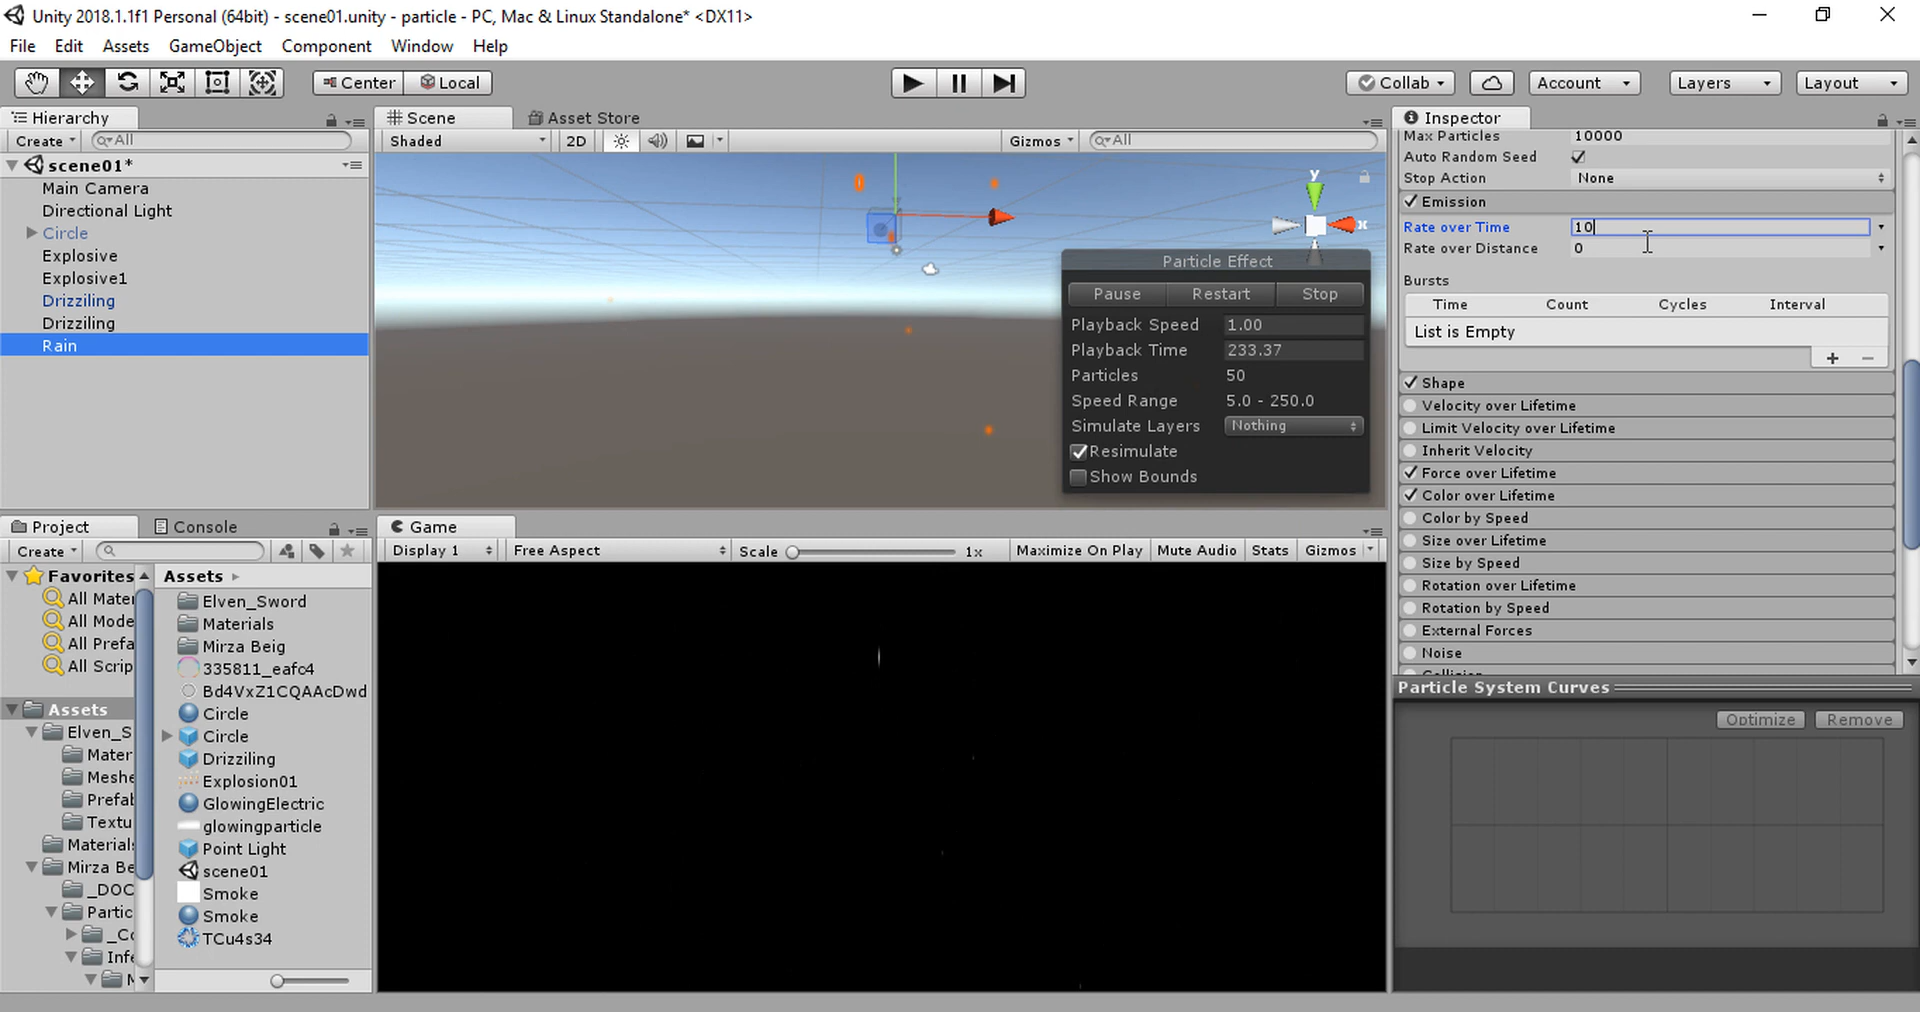 Unity 2018.1.1f1 Personal (64bit) - scene01.unity - particle - PC, Mac & Linux Standalone* <DX11>
File Edit Assets GameObject Component Window Help
Center Local Collab Account Layers Layout
Hierarchy
Create All
scene01*
Main Camera
Directional Light
Circle
Explosive
Explosive1
Drizziling
Drizziling
Rain
Scene Asset Store
Shaded 2D Gizmos All
y
x
Particle Effect
Pause Restart Stop
Playback Speed 1.00
Playback Time 233.37
Particles 50
Speed Range 5.0 - 250.0
Simulate Layers Nothing
Resimulate
Show Bounds
Inspector
Max Particles 10000
Auto Random Seed
Stop Action None
Emission
Rate over Time 10
Rate over Distance 0
Bursts
Time Count Cycles Interval
List is Empty
+ −
Shape
Velocity over Lifetime
Limit Velocity over Lifetime
Inherit Velocity
Force over Lifetime
Color over Lifetime
Color by Speed
Size over Lifetime
Size by Speed
Rotation over Lifetime
Rotation by Speed
External Forces
Noise
Collision
Particle System Curves
Optimize Remove
Project Console
Create
Favorites
All Mater
All Mode
All Prefa
All Scrip
Assets
Elven_S
Mater
Meshe
Prefab
Textu
Materials
Mirza Be
_DOC
Partic
_Co
Infe
M
Assets
Elven_Sword
Materials
Mirza Beig
335811_eafc4
Bd4VxZ1CQAAcDwd
Circle
Circle
Drizziling
Explosion01
GlowingElectric
glowingparticle
Point Light
scene01
Smoke
Smoke
TCu4s34
Game
Display 1 Free Aspect Scale 1x Maximize On Play Mute Audio Stats Gizmos